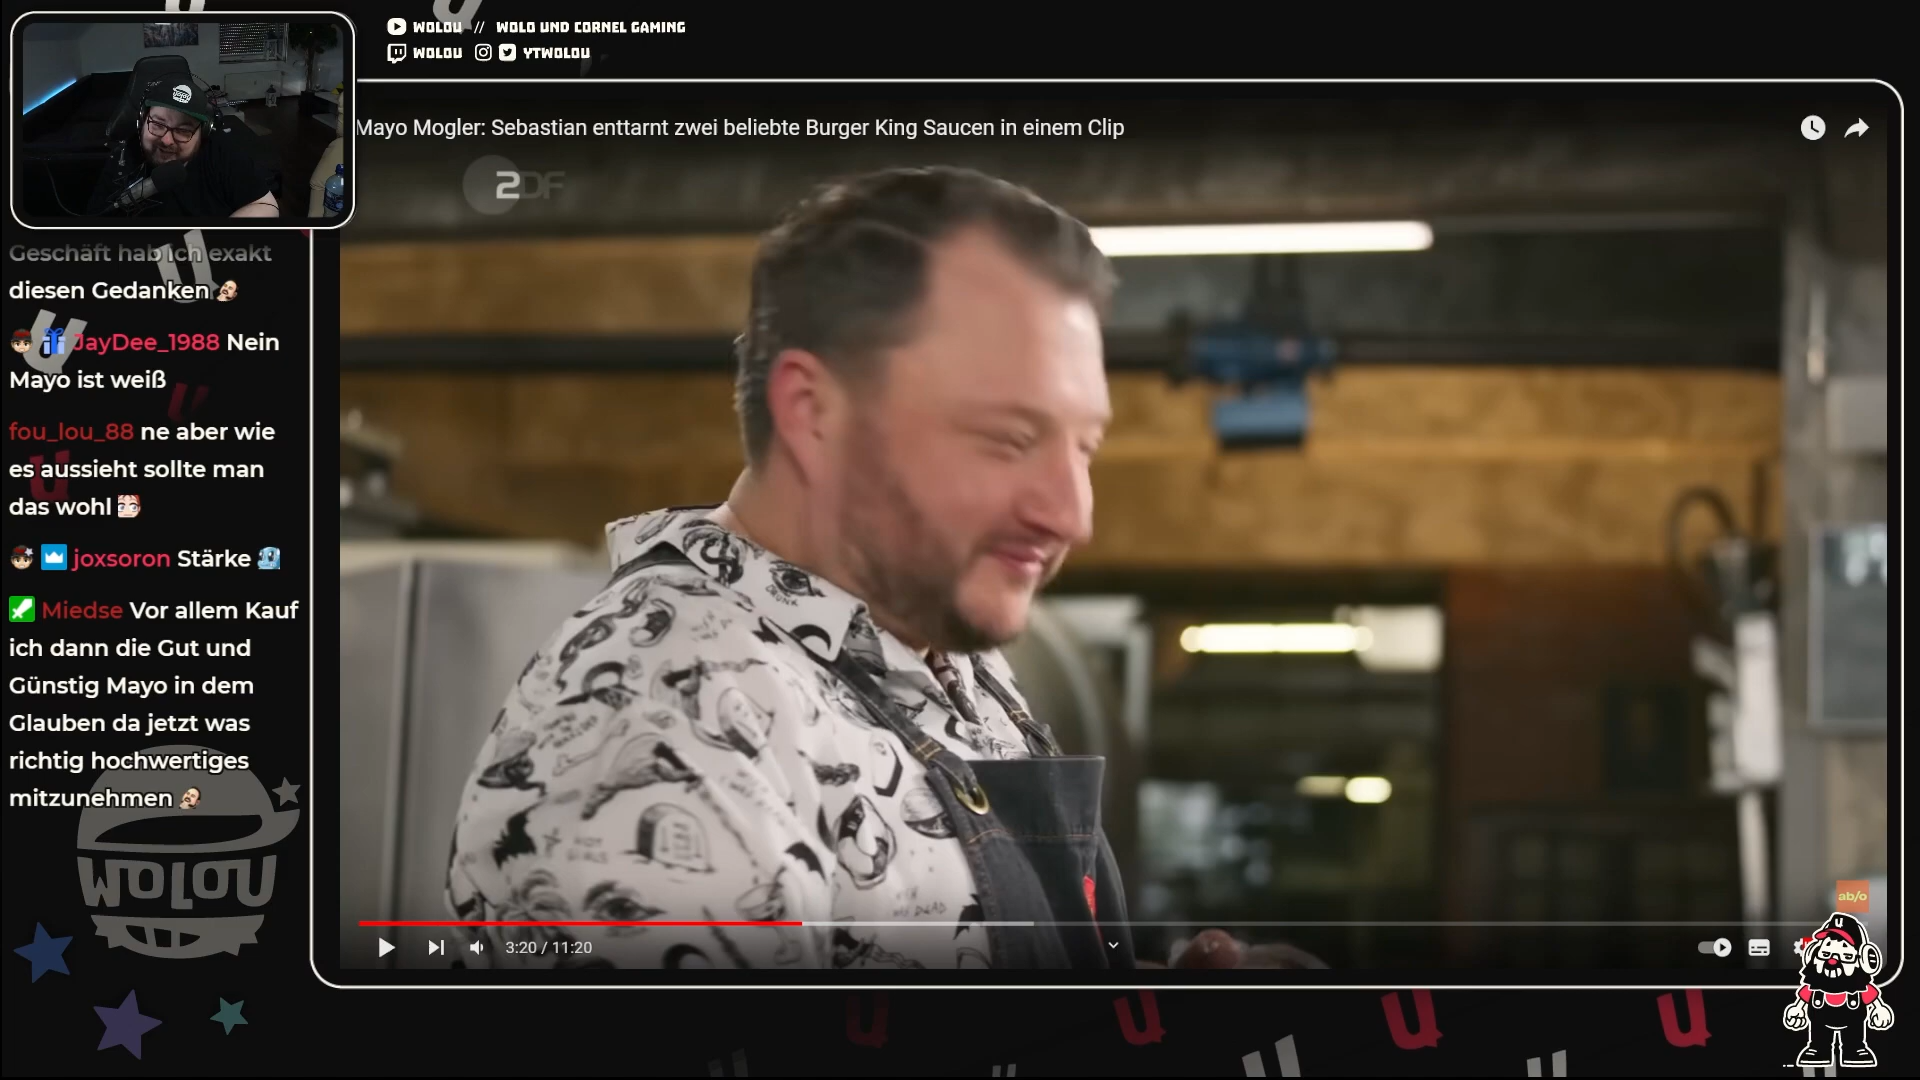 WOLOU // WOLO UND CORNEL GAMING
WOLOU YTWOLOU
Mayo Mogler: Sebastian enttarnt zwei beliebte Burger King Saucen in einem Clip
2DF
Geschäft hab ich exakt
diesen Gedanken
JayDee_1988 Nein
Mayo ist weiß
fou_lou_88 ne aber wie
es aussieht sollte man
das wohl
joxsoron Stärke
Miedse Vor allem Kauf
ich dann die Gut und
Günstig Mayo in dem
Glauben da jetzt was
richtig hochwertiges
mitzunehmen
WOLOU
3:20 / 11:20
ab/o